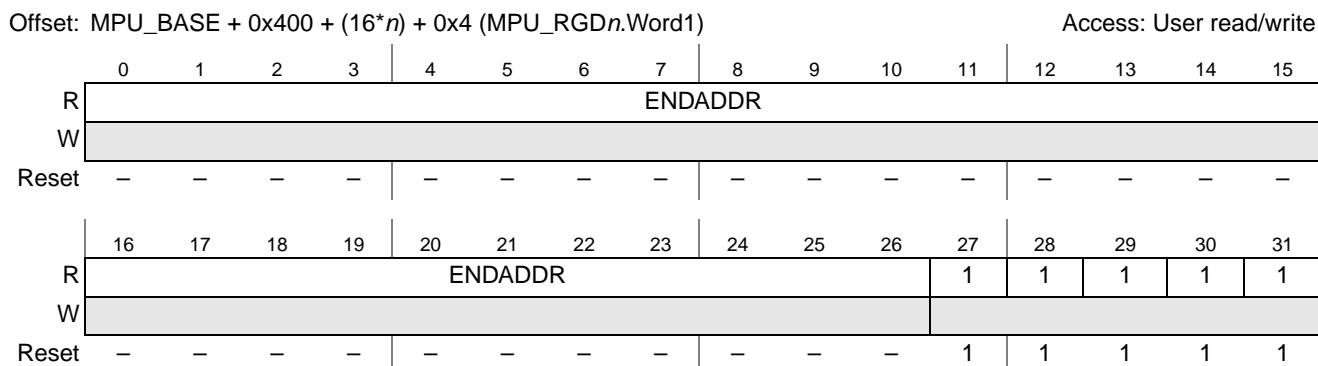 Offset: MPU_BASE + 0x400 + (16*n) + 0x4 (MPU_RGDn.Word1) Access: User read/write
0 1 2 3 4 5 6 7 8 9 10 11 12 13 14 15
R ENDADDR
W
Reset – – – – – – – – – – – – – – – –
16 17 18 19 20 21 22 23 24 25 26 27 28 29 30 31
R ENDADDR 1 1 1 1 1
W
Reset – – – – – – – – – – – 1 1 1 1 1